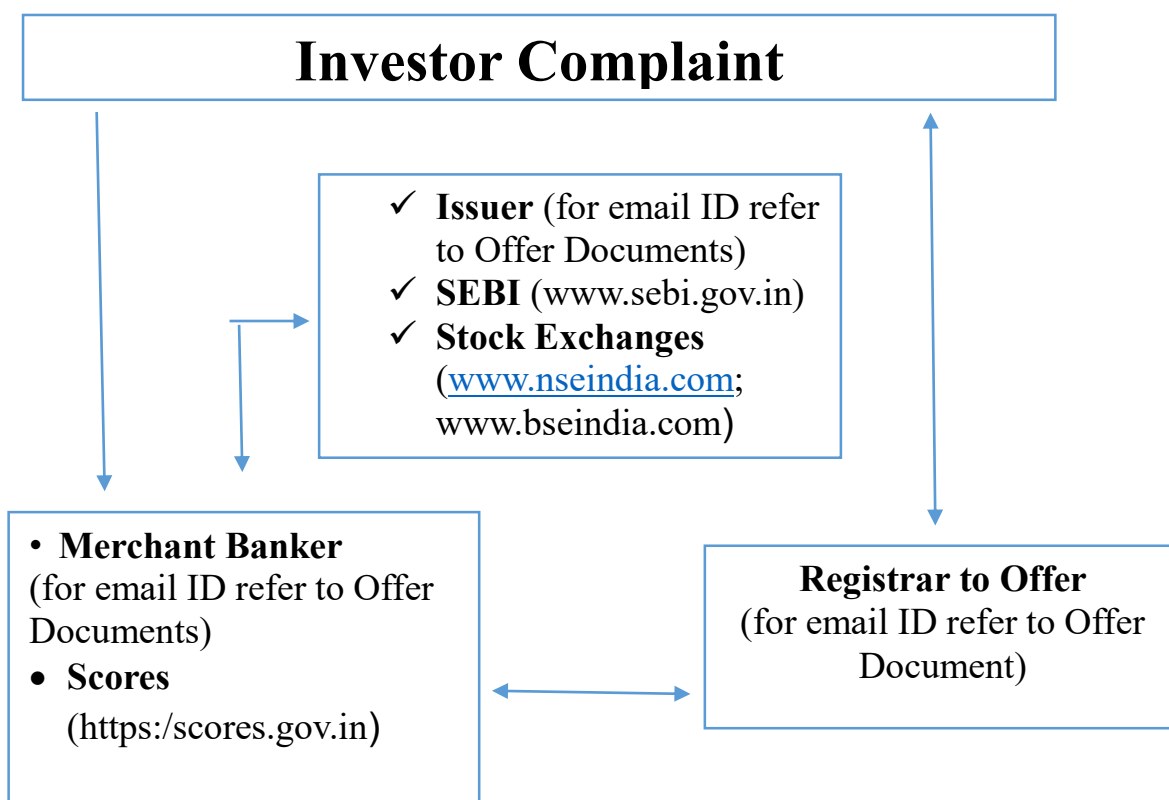 Investor Complaint
✓ Issuer (for email ID refer
to Offer Documents)
✓ SEBI (www.sebi.gov.in)
✓ Stock Exchanges
(www.nseindia.com;
www.bseindia.com)
• Merchant Banker
(for email ID refer to Offer
Documents)
• Scores
(https:/scores.gov.in)
Registrar to Offer
(for email ID refer to Offer
Document)